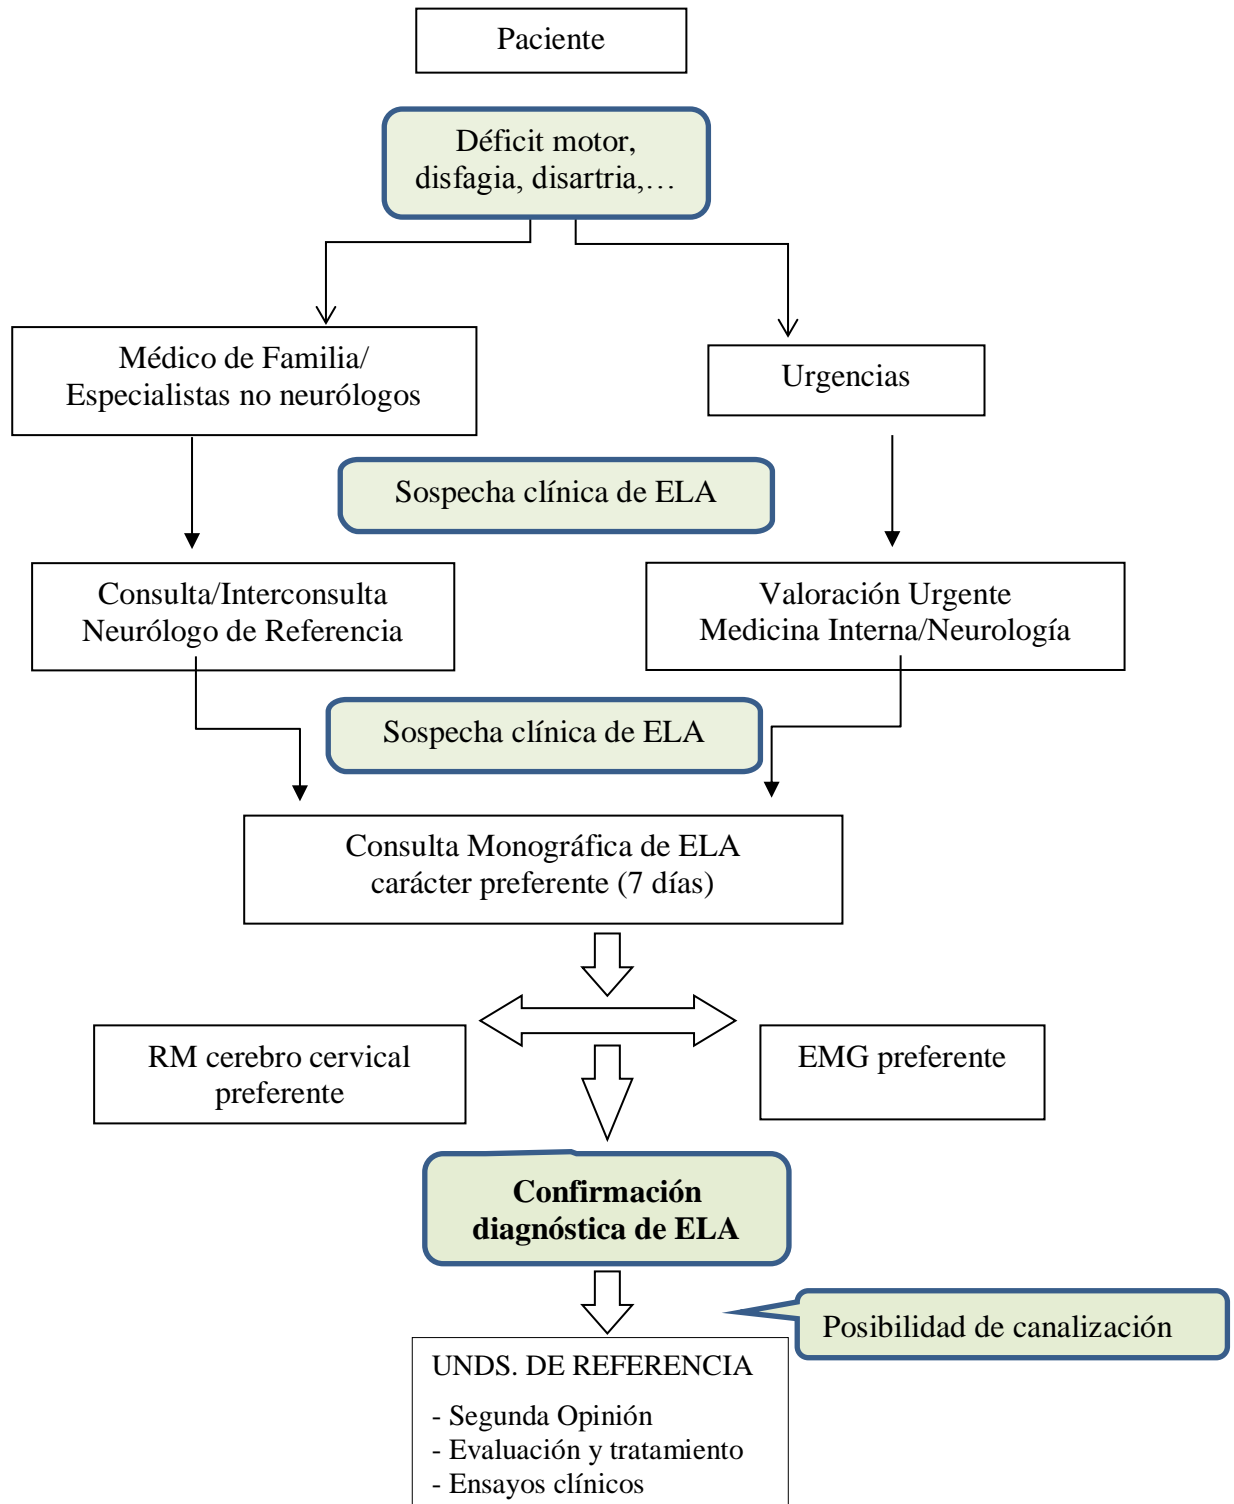 Paciente
Déficit motor,
disfagia, disartria,…
Médico de Familia/
Especialistas no neurólogos
Urgencias
Sospecha clínica de ELA
Consulta/Interconsulta
Neurólogo de Referencia
Valoración Urgente
Medicina Interna/Neurología
Sospecha clínica de ELA
Consulta Monográfica de ELA
carácter preferente (7 días)
RM cerebro cervical
preferente
EMG preferente
Confirmación
diagnóstica de ELA
Posibilidad de canalización
UNDS. DE REFERENCIA
- Segunda Opinión
- Evaluación y tratamiento
- Ensayos clínicos